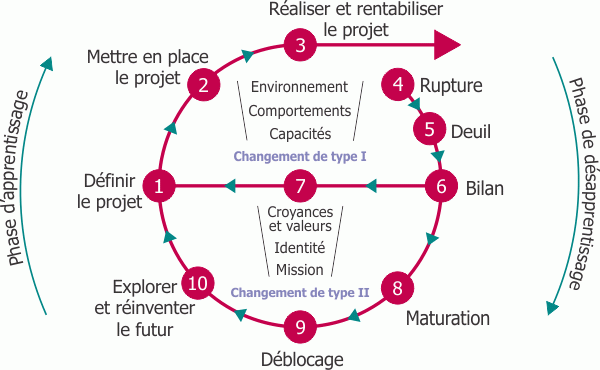 Réaliser et rentabiliser
le projet
3
Mettre en place
le projet
2
4
Rupture
Environnement
Comportements
Capacités
5
Deuil
Changement de type I
Définir
le projet
1
7
6
Bilan
Croyances
et valeurs
Identité
Mission
Changement de type II
Explorer
et réinventer
le futur
10
8
Maturation
9
Déblocage
Phase d'apprentissage
Phase de désapprentissage